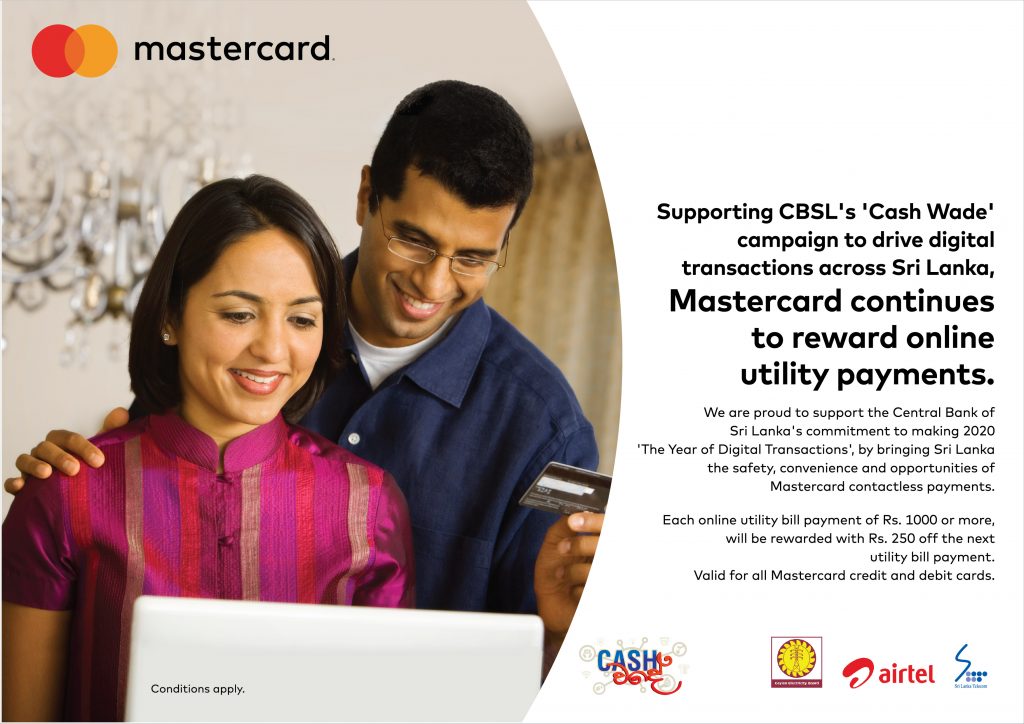 mastercard.
Supporting CBSL's 'Cash Wade'
campaign to drive digital
transactions across Sri Lanka,
Mastercard continues
to reward online
utility payments.
We are proud to support the Central Bank of
Sri Lanka's commitment to making 2020
'The Year of Digital Transactions', by bringing Sri Lanka
the safety, convenience and opportunities of
Mastercard contactless payments.
Each online utility bill payment of Rs. 1000 or more,
will be rewarded with Rs. 250 off the next
utility bill payment.
Valid for all Mastercard credit and debit cards.
Conditions apply.
CASH
වැඩේ
Ceylon Electricity Board
airtel
Sri Lanka Telecom